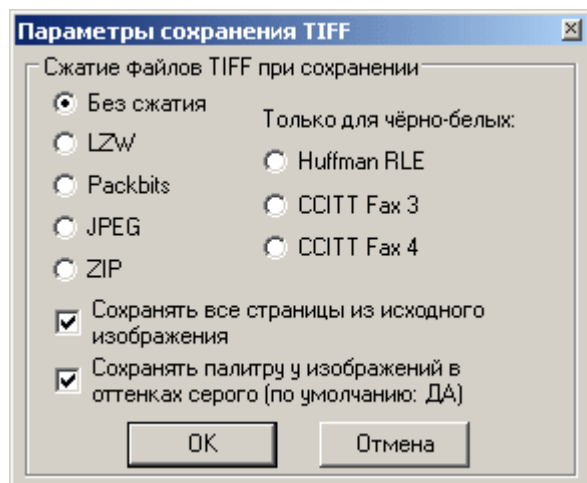 Параметры сохранения TIFF
Сжатие файлов TIFF при сохранении
Без сжатия
LZW
Packbits
JPEG
ZIP
Только для чёрно-белых:
Huffman RLE
CCITT Fax 3
CCITT Fax 4
Сохранять все страницы из исходного
изображения
Сохранять палитру у изображений в
оттенках серого (по умолчанию: ДА)
OK
Отмена